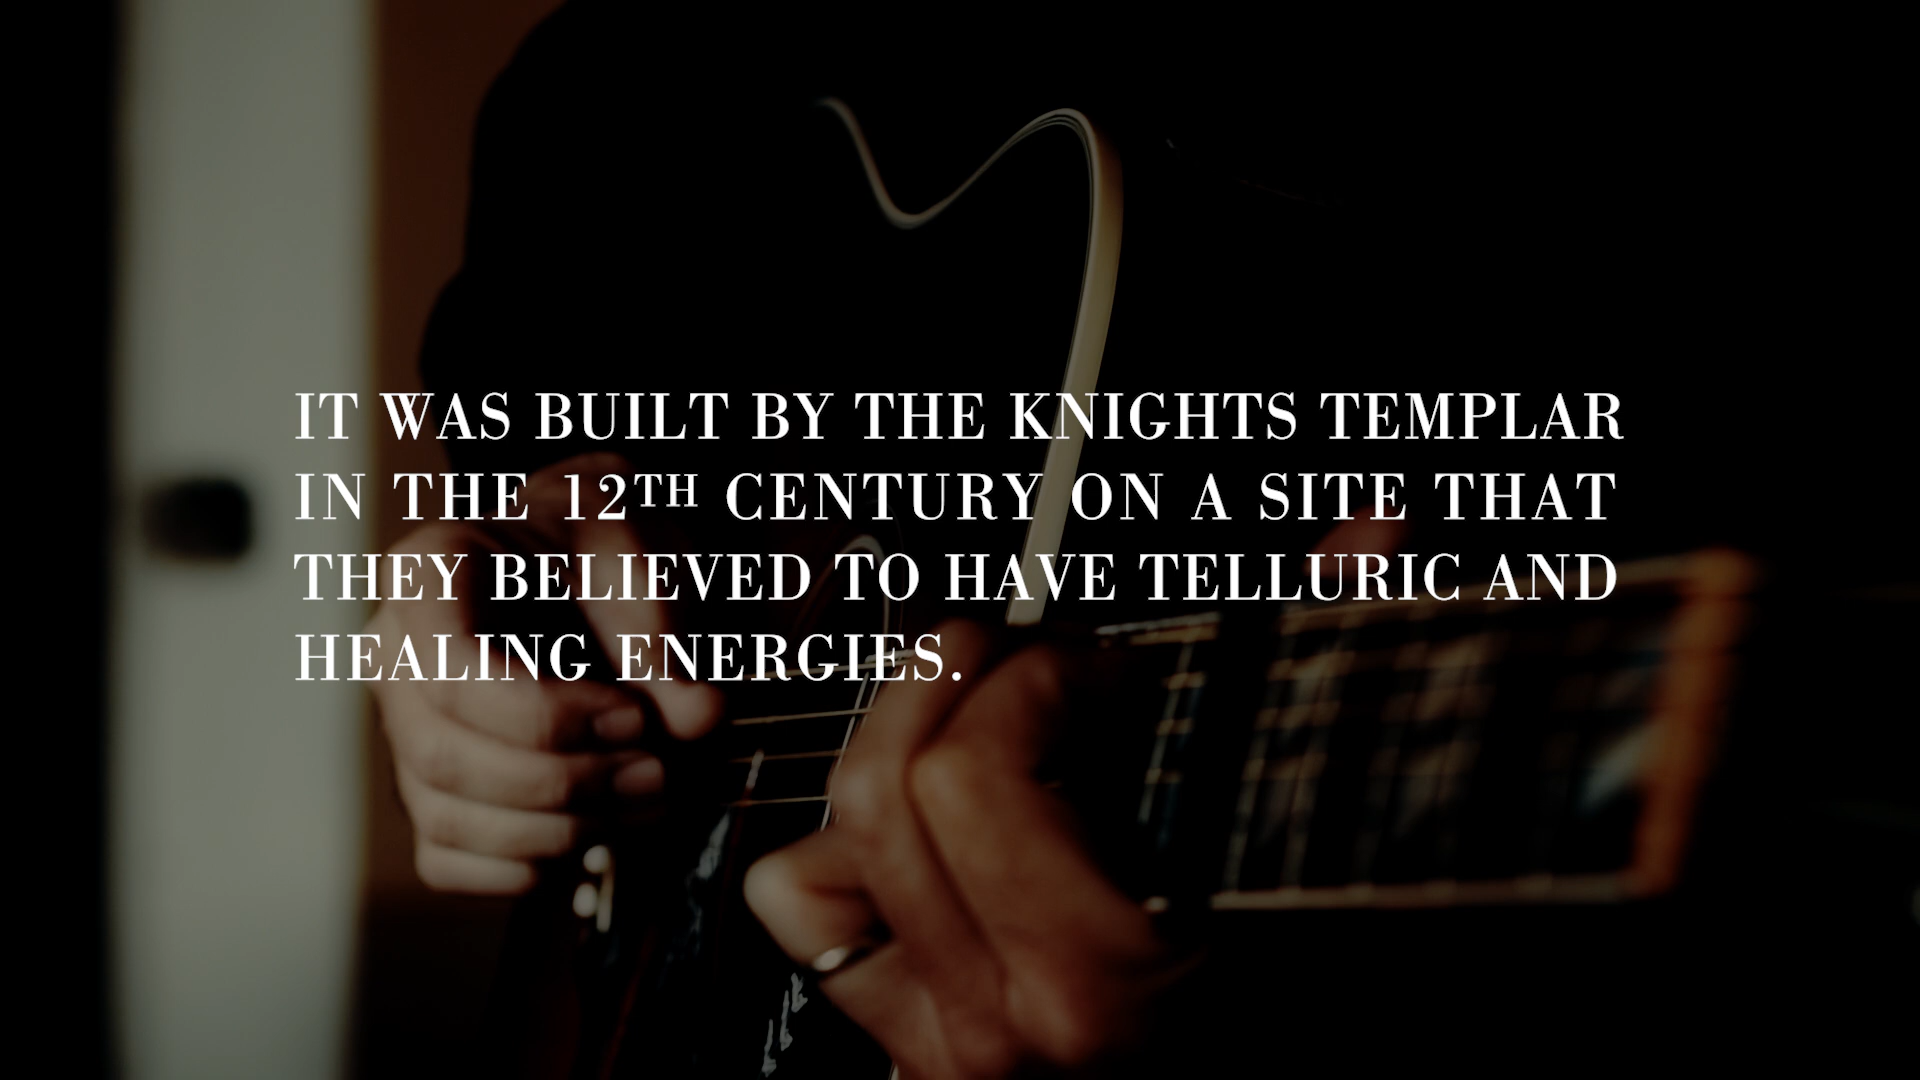 IT WAS BUILT BY THE KNIGHTS TEMPLAR
IN THE 12TH CENTURY ON A SITE THAT
THEY BELIEVED TO HAVE TELLURIC AND
HEALING ENERGIES.